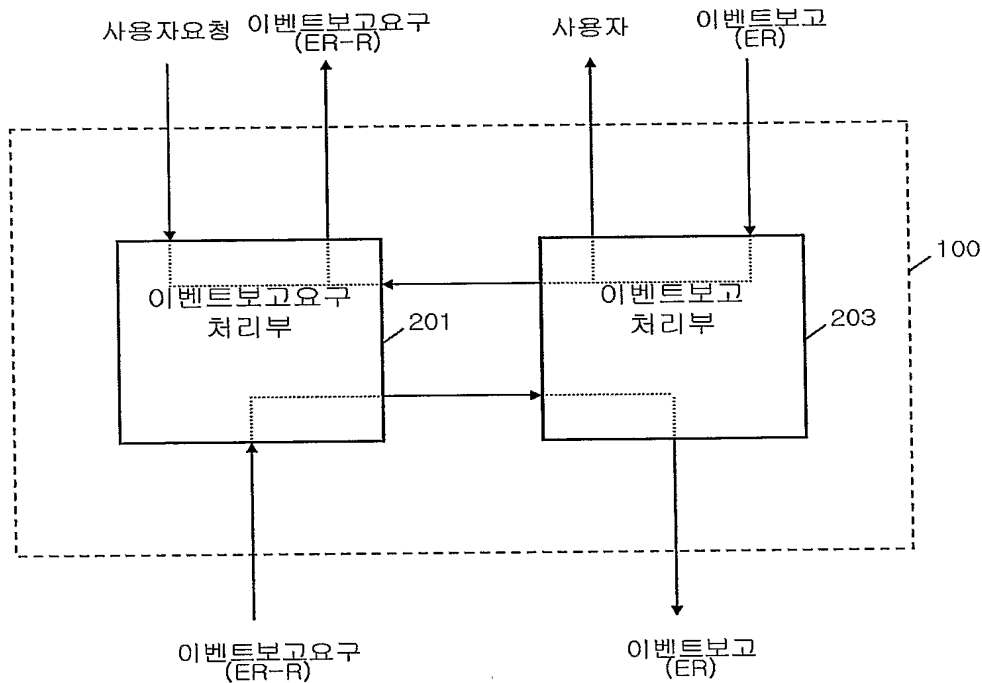 사용자요청
이벤트보고요구
(ER-R)
사용자
이벤트보고
(ER)
100
이벤트보고요구
처리부
201
이벤트보고
처리부
203
이벤트보고요구
(ER-R)
이벤트보고
(ER)